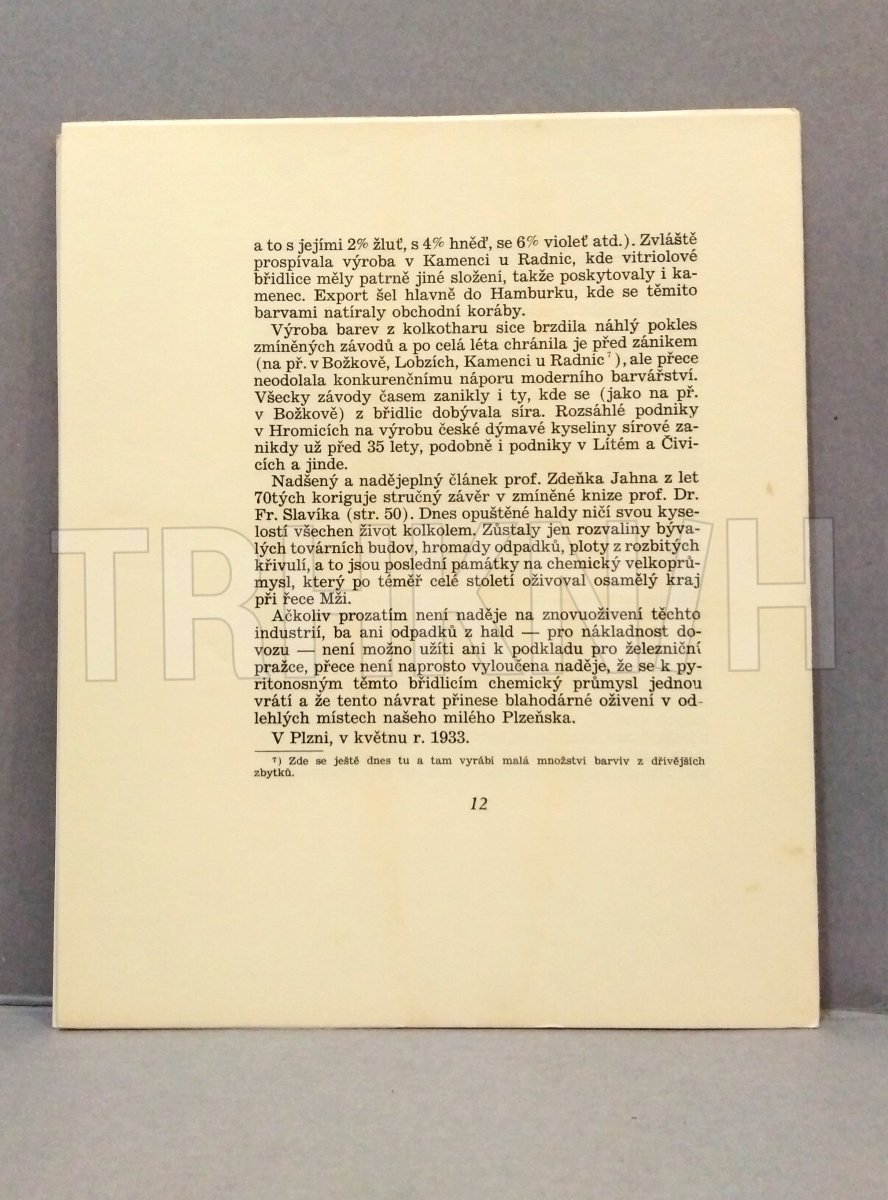 a to s jejími 2% žluť, s 4% hněď, se 6% violeť atd.). Zvláště
prospívala výroba v Kamenci u Radnic, kde vitriolové
břidlice měly patrně jiné složení, takže poskytovaly i ka-
menec. Export šel hlavně do Hamburku, kde se těmito
barvami natíraly obchodní koráby.
Výroba barev z kolkotharu sice brzdila náhlý pokles
zmíněných závodů a po celá léta chránila je před zánikem
(na př. v Božkově, Lobzích, Kamenci u Radnic⁷), ale přece
neodolala konkurenčnímu náporu moderního barvářství.
Všecky závody časem zanikly i ty, kde se (jako na př.
v Božkově) z břidlic dobývala síra. Rozsáhlé podniky
v Hromicích na výrobu české dýmavé kyseliny sírové za-
nikdy už před 35 lety, podobně i podniky v Lítém a Čivi-
cích a jinde.
Nadšený a nadějeplný článek prof. Zdeňka Jahna z let
70tých koriguje stručný závěr v zmíněné knize prof. Dr.
Fr. Slavíka (str. 50). Dnes opuštěné haldy ničí svou kyse-
lostí všechen život kolkolem. Zůstaly jen rozvaliny býva-
lých továrních budov, hromady odpadků, ploty z rozbitých
křivulí, a to jsou poslední památky na chemický velkoprů-
mysl, který po téměř celé století oživoval osamělý kraj
při řece Mži.
Ačkoliv prozatím není naděje na znovuoživení těchto
industrií, ba ani odpadků z hald — pro nákladnost do-
vozu — není možno užíti ani k podkladu pro železniční
pražce, přece není naprosto vyloučena naděje, že se k py-
ritonosným těmto břidlicím chemický průmysl jednou
vrátí a že tento návrat přinese blahodárné oživení v od-
lehlých místech našeho milého Plzeňska.
V Plzni, v květnu r. 1933.
⁷) Zde se ještě dnes tu a tam vyrábí malá množství barviv z dřívějších
zbytků.
12